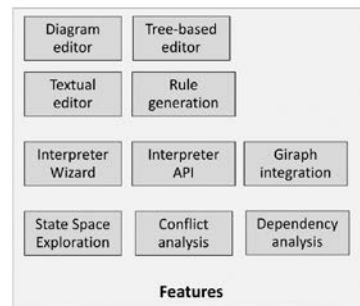 Diagram
editor
Tree-based
editor
Textual
editor
Rule
generation
Interpreter
Wizard
Interpreter
API
Giraph
integration
State Space
Exploration
Conflict
analysis
Dependency
analysis
Features